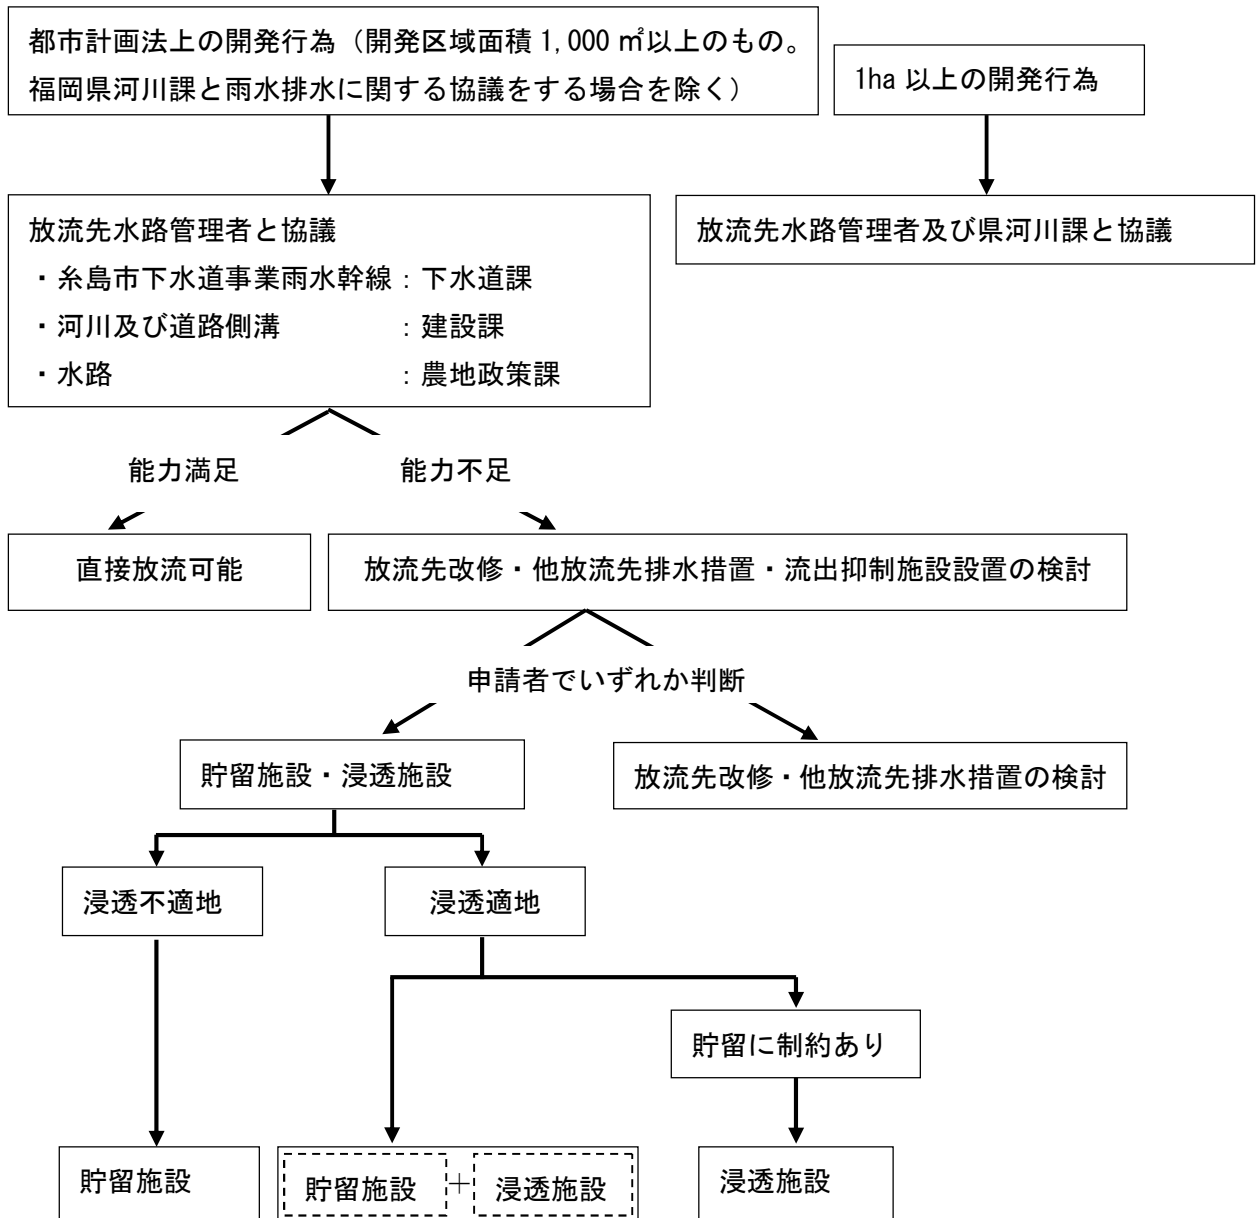 都市計画法上の開発行為（開発区域面積 1,000 ㎡以上のもの。
福岡県河川課と雨水排水に関する協議をする場合を除く）
1ha 以上の開発行為
放流先水路管理者と協議
・糸島市下水道事業雨水幹線：下水道課
・河川及び道路側溝　　　　：建設課
・水路　　　　　　　　　　：農地政策課
放流先水路管理者及び県河川課と協議
能力満足
能力不足
直接放流可能
放流先改修・他放流先排水措置・流出抑制施設設置の検討
申請者でいずれか判断
貯留施設・浸透施設
放流先改修・他放流先排水措置の検討
浸透不適地
浸透適地
貯留に制約あり
貯留施設
貯留施設＋浸透施設
浸透施設